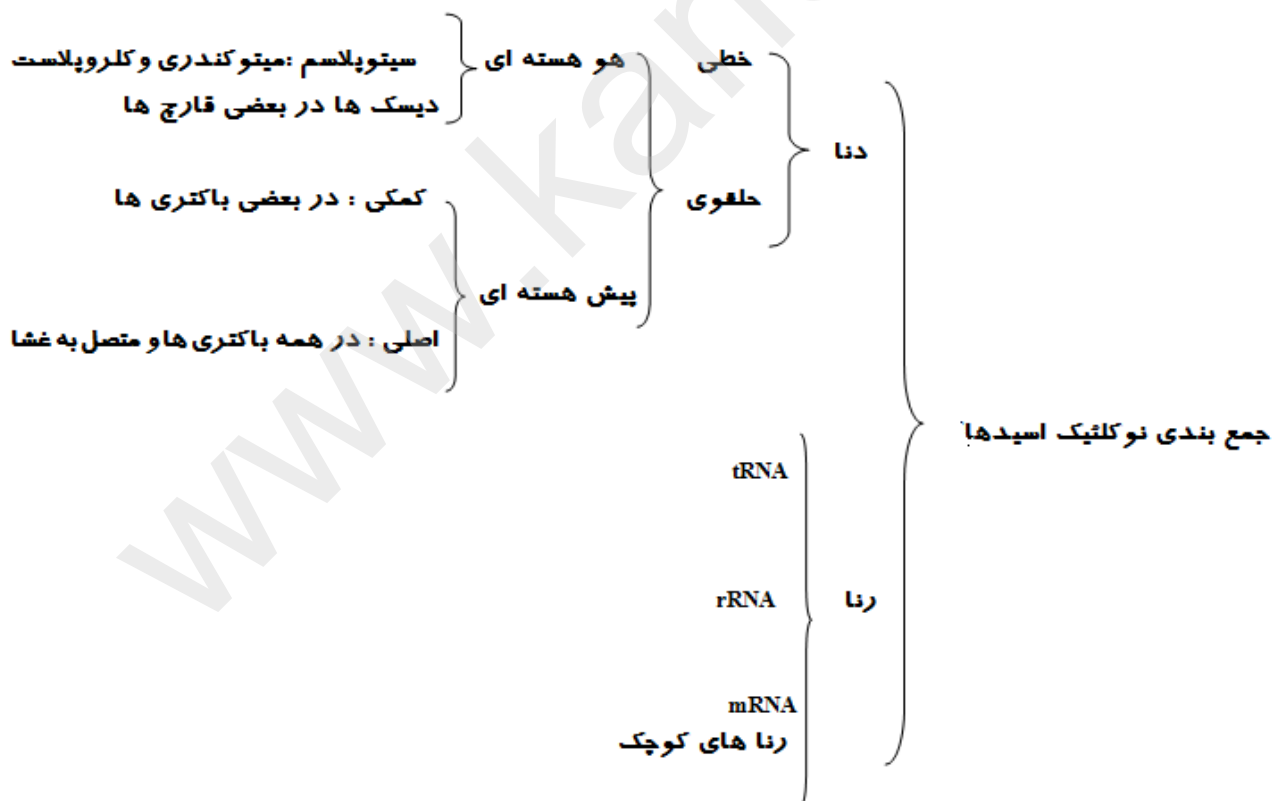 جمع بندی نوکلئیک اسیدها
دنا
خطی
حلقوی
هو هسته ای
سیتوپلاسم :میتوکندری و کلروپلاست
دیسک ها در بعضی قارچ ها
پیش هسته ای
کمکی : در بعضی باکتری ها
اصلی : در همه باکتری ها و متصل به غشا
رنا
tRNA
rRNA
mRNA
رنا های کوچک
www.kan